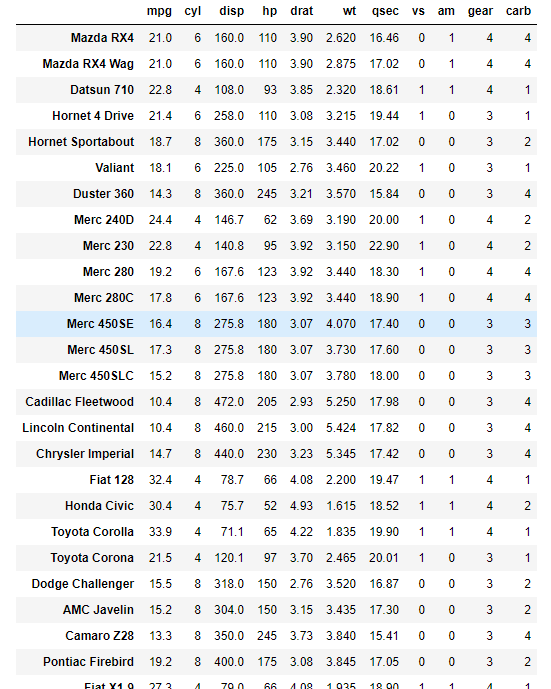 mpg cyl disp hp drat wt qsec vs am gear carb
Mazda RX4 21.0 6 160.0 110 3.90 2.620 16.46 0 1 4 4
Mazda RX4 Wag 21.0 6 160.0 110 3.90 2.875 17.02 0 1 4 4
Datsun 710 22.8 4 108.0 93 3.85 2.320 18.61 1 1 4 1
Hornet 4 Drive 21.4 6 258.0 110 3.08 3.215 19.44 1 0 3 1
Hornet Sportabout 18.7 8 360.0 175 3.15 3.440 17.02 0 0 3 2
Valiant 18.1 6 225.0 105 2.76 3.460 20.22 1 0 3 1
Duster 360 14.3 8 360.0 245 3.21 3.570 15.84 0 0 3 4
Merc 240D 24.4 4 146.7 62 3.69 3.190 20.00 1 0 4 2
Merc 230 22.8 4 140.8 95 3.92 3.150 22.90 1 0 4 2
Merc 280 19.2 6 167.6 123 3.92 3.440 18.30 1 0 4 4
Merc 280C 17.8 6 167.6 123 3.92 3.440 18.90 1 0 4 4
Merc 450SE 16.4 8 275.8 180 3.07 4.070 17.40 0 0 3 3
Merc 450SL 17.3 8 275.8 180 3.07 3.730 17.60 0 0 3 3
Merc 450SLC 15.2 8 275.8 180 3.07 3.780 18.00 0 0 3 3
Cadillac Fleetwood 10.4 8 472.0 205 2.93 5.250 17.98 0 0 3 4
Lincoln Continental 10.4 8 460.0 215 3.00 5.424 17.82 0 0 3 4
Chrysler Imperial 14.7 8 440.0 230 3.23 5.345 17.42 0 0 3 4
Fiat 128 32.4 4 78.7 66 4.08 2.200 19.47 1 1 4 1
Honda Civic 30.4 4 75.7 52 4.93 1.615 18.52 1 1 4 2
Toyota Corolla 33.9 4 71.1 65 4.22 1.835 19.90 1 1 4 1
Toyota Corona 21.5 4 120.1 97 3.70 2.465 20.01 1 0 3 1
Dodge Challenger 15.5 8 318.0 150 2.76 3.520 16.87 0 0 3 2
AMC Javelin 15.2 8 304.0 150 3.15 3.435 17.30 0 0 3 2
Camaro Z28 13.3 8 350.0 245 3.73 3.840 15.41 0 0 3 4
Pontiac Firebird 19.2 8 400.0 175 3.08 3.845 17.05 0 0 3 2
Fiat X1.9 27.3 4 79.0 66 4.08 1.935 18.90 1 1 4 1